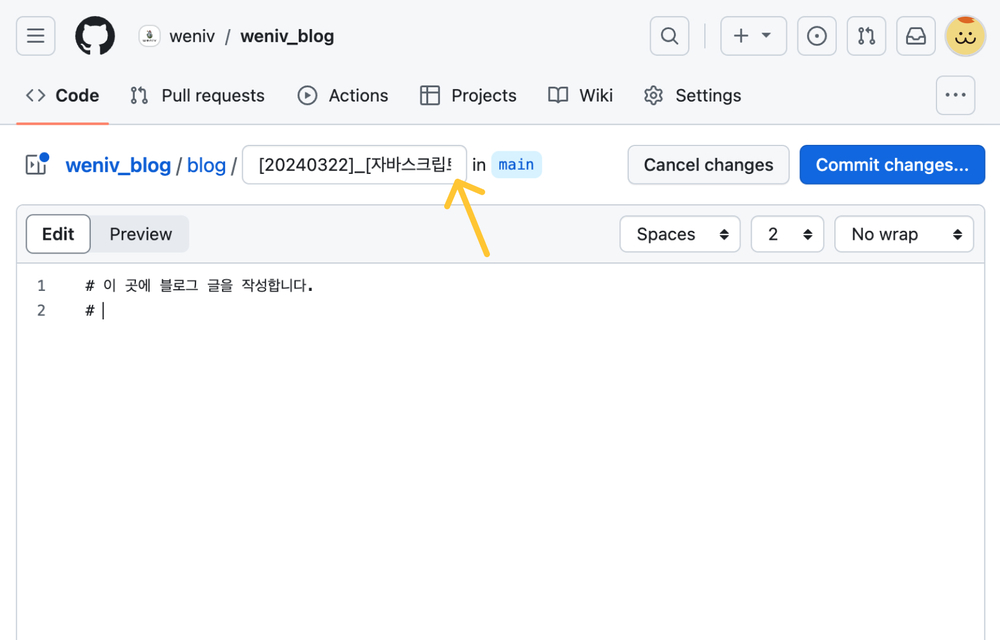 weniv / weniv_blog
Code Pull requests Actions Projects Wiki Settings
weniv_blog / blog / [20240322]_[자바스크립 in main Cancel changes Commit changes...
Edit Preview Spaces 2 No wrap
1 # 이 곳에 블로그 글을 작성합니다.
2 #